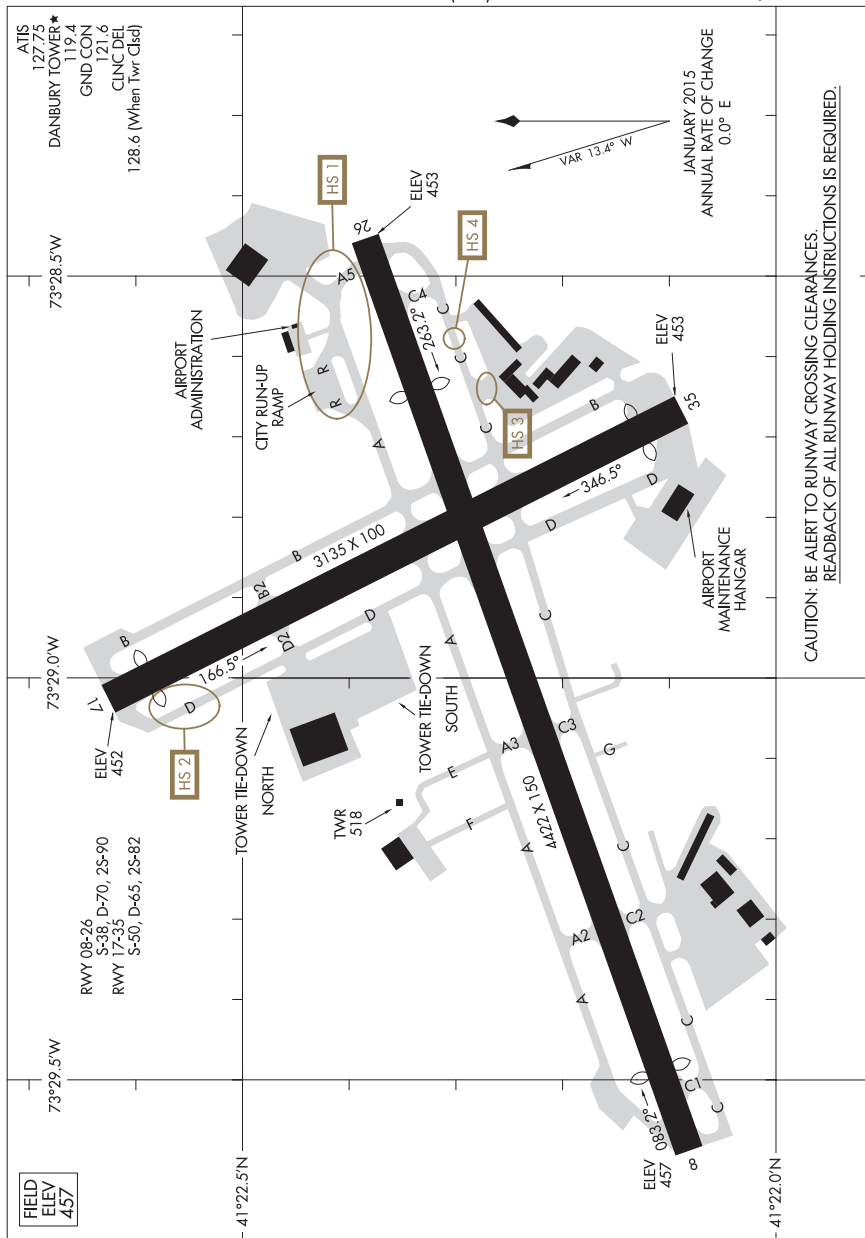 FIELD
ELEV
457
ATIS
127.75
DANBURY TOWER★
119.4
GND CON
121.6
CLNC DEL
128.6 (When Twr Clsd)
73°29.5'W
73°29.0'W
73°28.5'W
41°22.5'N
41°22.0'N
RWY 08-26
S-38, D-70, 2S-90
RWY 17-35
S-50, D-65, 2S-82
ELEV
452
17
HS 2
D
B
166.5°
B2
D2
B
D
3135 X 100
TOWER TIE-DOWN
NORTH
TOWER TIE-DOWN
SOUTH
TWR
518
E
F
AIRPORT
ADMINISTRATION
CITY RUN-UP
RAMP
R
R
HS 1
A5
26
ELEV
453
A
263.2°
C4
C
C
C
HS 4
HS 3
B
ELEV
453
35
346.5°
D
D
AIRPORT
MAINTENANCE
HANGAR
A
A3
C
C3
G
4422 X 150
A
C
A2
C2
A
C
C1
C
083.2°
ELEV
457
8
VAR 13.4° W
JANUARY 2015
ANNUAL RATE OF CHANGE
0.0° E
CAUTION: BE ALERT TO RUNWAY CROSSING CLEARANCES.
READBACK OF ALL RUNWAY HOLDING INSTRUCTIONS IS REQUIRED.